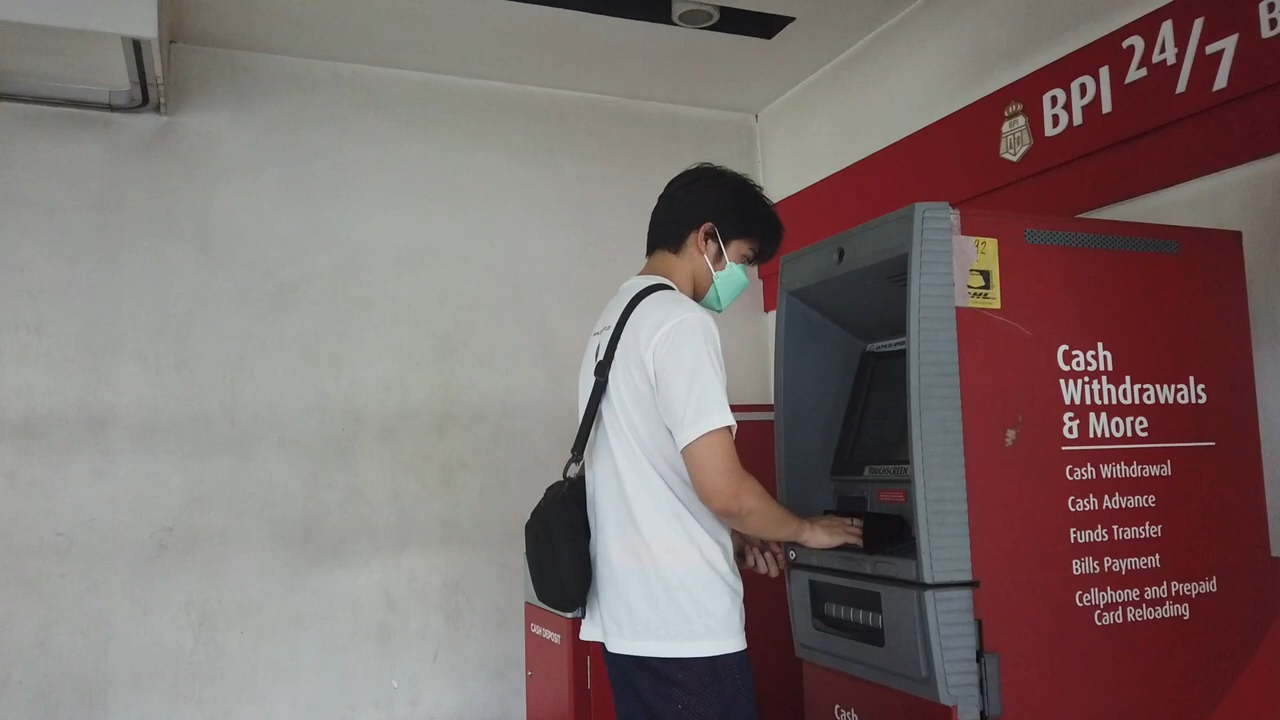 BPI 24/7 B
92
Cash
Withdrawals
& More
Cash Withdrawal
Cash Advance
Funds Transfer
Bills Payment
Cellphone and Prepaid
Card Reloading
TOUCHSCREEN
CASH DEPOSIT
Cash